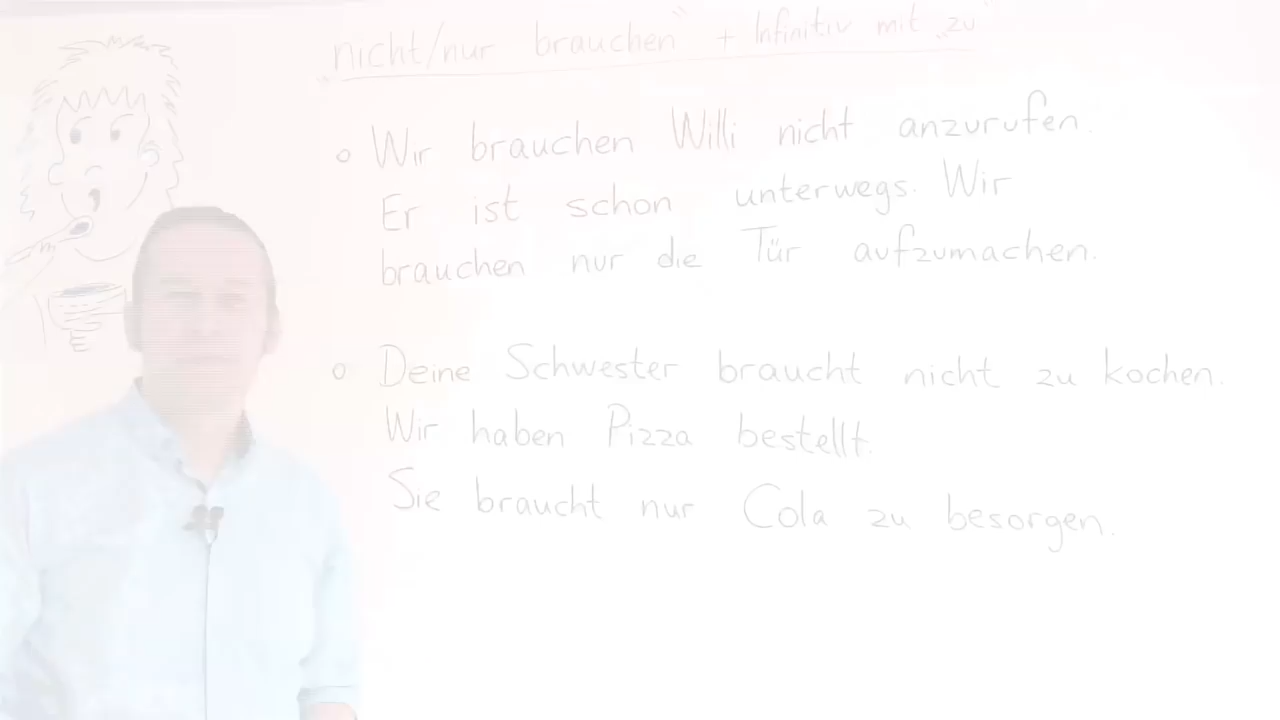 „nicht/nur brauchen" + Infinitiv mit „zu"
o Wir brauchen Willi nicht anzurufen.
Er ist schon unterwegs. Wir
brauchen nur die Tür aufzumachen.
o Deine Schwester braucht nicht zu kochen.
Wir haben Pizza bestellt.
Sie braucht nur Cola zu besorgen.